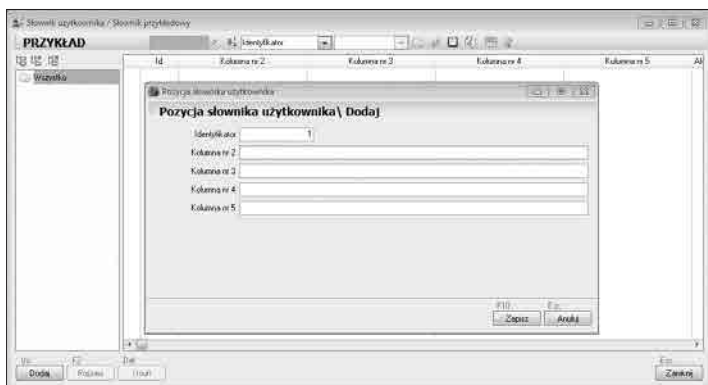 Słownik użytkownika / Słownik przykładowy
PRZYKŁAD
Identyfikator
Id Kolumna nr 2 Kolumna nr 3 Kolumna nr 4 Kolumna nr 5
Wszystko
Pozycja słownika użytkownika
Pozycja słownika użytkownika\ Dodaj
Identyfikator 1
Kolumna nr 2
Kolumna nr 3
Kolumna nr 4
Kolumna nr 5
F10 Esc
Zapisz Anuluj
Ins F2 Del Esc
Dodaj Popraw Usuń Zamknij